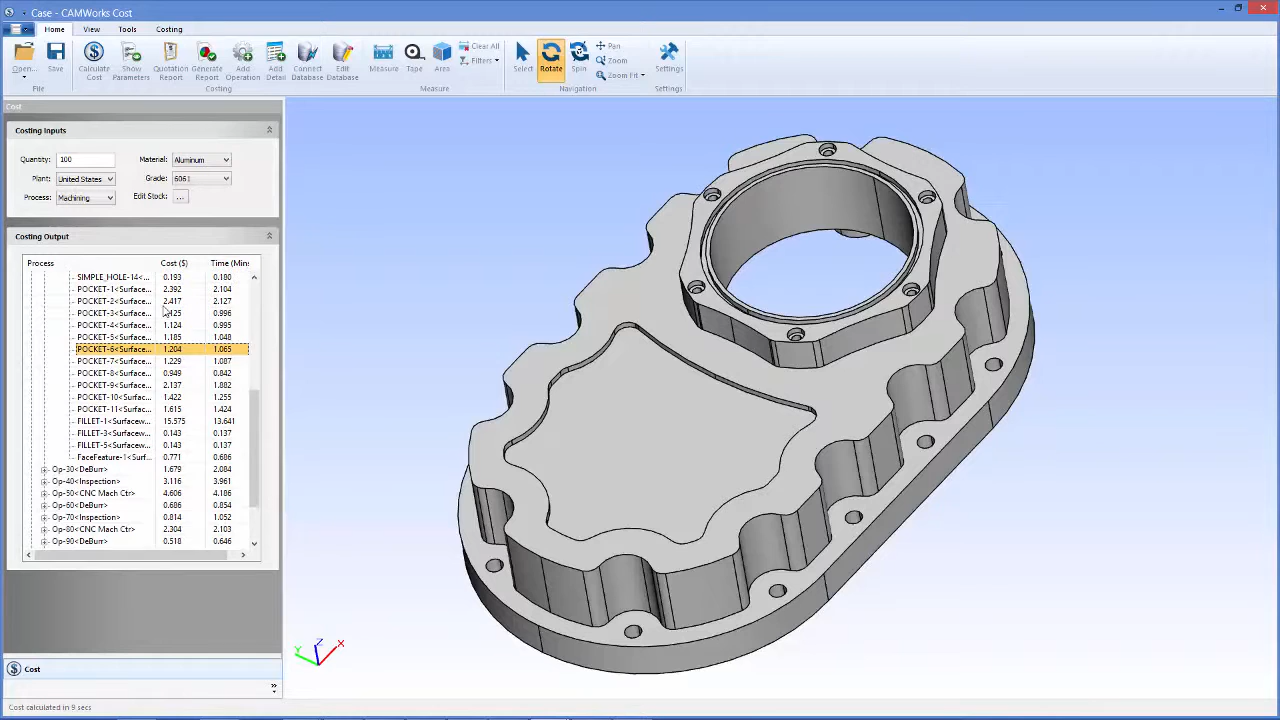 Case - CAMWorks Cost
Home View Tools Costing
Open... Save Calculate Cost Show Parameters Quotation Report Generate Report Add Operation Add Detail Connect Database Edit Database Measure Tape Area Clear All Filters Select Rotate Spin Pan Zoom Zoom Fit Settings
File Costing Measure Navigation Settings
Cost
Costing Inputs
Quantity: 100 Material: Aluminum
Plant: United States Grade: 6061
Process: Machining Edit Stock: ...
Costing Output
Process Cost ($) Time (Mins
SIMPLE_HOLE-14<... 0.193 0.180
POCKET-1<Surface... 2.392 2.104
POCKET-2<Surface... 2.417 2.127
POCKET-3<Surface... .125 0.996
POCKET-4<Surface... 1.124 0.995
POCKET-5<Surface... 1.185 1.048
POCKET-6<Surface... 1.204 1.065
POCKET-7<Surface... 1.229 1.087
POCKET-8<Surface... 0.949 0.842
POCKET-9<Surface... 2.137 1.882
POCKET-10<Surfac... 1.422 1.255
POCKET-11<Surfac... 1.615 1.424
FILLET-1<Surfacew... 15.575 13.641
FILLET-3<Surfacew... 0.143 0.137
FILLET-5<Surfacew... 0.143 0.137
FaceFeature-1<Surf... 0.771 0.686
Op-30<DeBurr> 1.679 2.084
Op-40<Inspection> 3.116 3.961
Op-50<CNC Mach Ctr> 4.606 4.186
Op-60<DeBurr> 0.686 0.854
Op-70<Inspection> 0.814 1.052
Op-80<CNC Mach Ctr> 2.304 2.103
Op-90<DeBurr> 0.518 0.646
Y Z X
Cost
Cost calculated in 9 secs